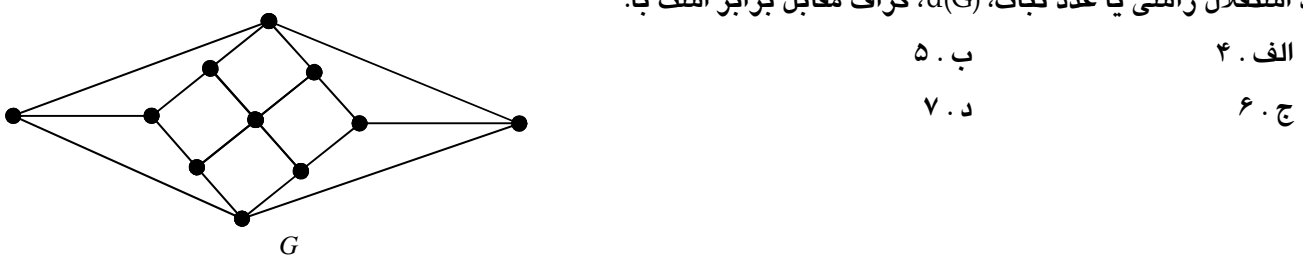 استقلال راسی یا عدد ثبات، α(G)، گراف مقابل برابر است با:
الف . ۴ ب . ۵
ج . ۶ د . ۷
G